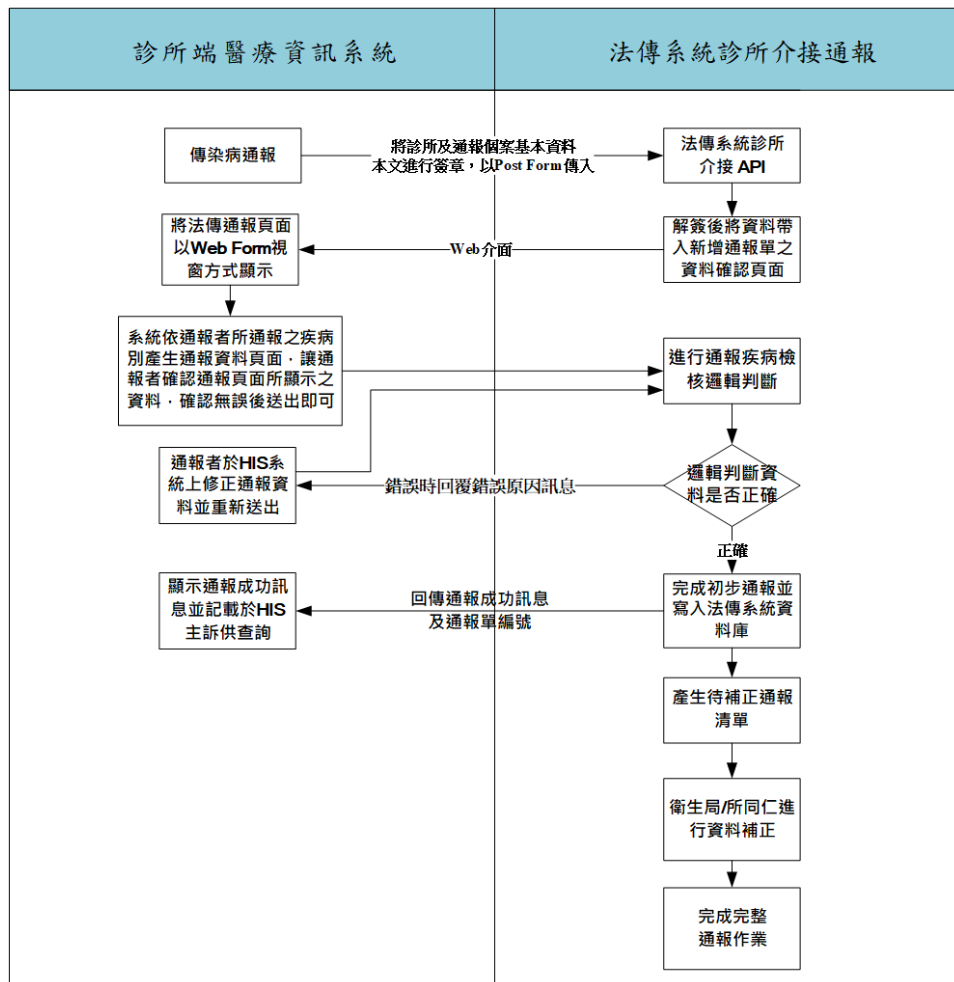 診所端醫療資訊系統
法傳系統診所介接通報
傳染病通報
將診所及通報個案基本資料
本文進行簽章，以Post Form傳入
法傳系統診所
介接 API
將法傳通報頁面
以Web Form視
窗方式顯示
Web介面
解簽後將資料帶
入新增通報單之
資料確認頁面
系統依通報者所通報之疾病
別產生通報資料頁面，讓通
報者確認通報頁面所顯示之
資料，確認無誤後送出即可
進行通報疾病檢
核邏輯判斷
通報者於HIS系
統上修正通報資
料並重新送出
錯誤時回覆錯誤原因訊息
邏輯判斷資
料是否正確
正確
顯示通報成功訊
息並記載於HIS
主訴供查詢
回傳通報成功訊息
及通報單編號
完成初步通報並
寫入法傳系統資
料庫
產生待補正通報
清單
衛生局/所同仁進
行資料補正
完成完整
通報作業